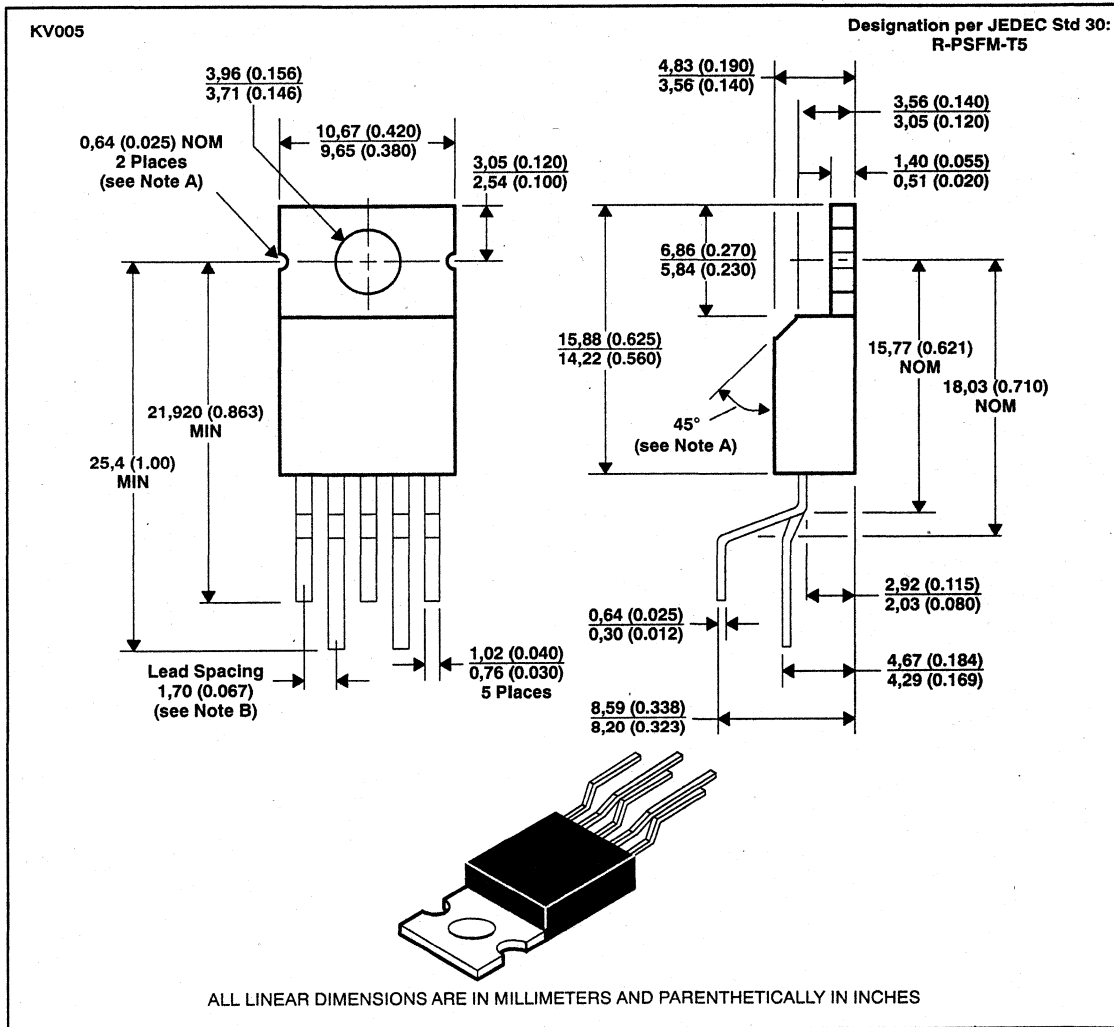 KV005
Designation per JEDEC Std 30:
R-PSFM-T5
3,96 (0.156)
3,71 (0.146)
0,64 (0.025) NOM
2 Places
(see Note A)
10,67 (0.420)
9,65 (0.380)
3,05 (0.120)
2,54 (0.100)
21,920 (0.863)
MIN
25,4 (1.00)
MIN
Lead Spacing
1,70 (0.067)
(see Note B)
1,02 (0.040)
0,76 (0.030)
5 Places
4,83 (0.190)
3,56 (0.140)
3,56 (0.140)
3,05 (0.120)
1,40 (0.055)
0,51 (0.020)
6,86 (0.270)
5,84 (0.230)
15,88 (0.625)
14,22 (0.560)
15,77 (0.621)
NOM
18,03 (0.710)
NOM
45°
(see Note A)
2,92 (0.115)
2,03 (0.080)
0,64 (0.025)
0,30 (0.012)
4,67 (0.184)
4,29 (0.169)
8,59 (0.338)
8,20 (0.323)
ALL LINEAR DIMENSIONS ARE IN MILLIMETERS AND PARENTHETICALLY IN INCHES